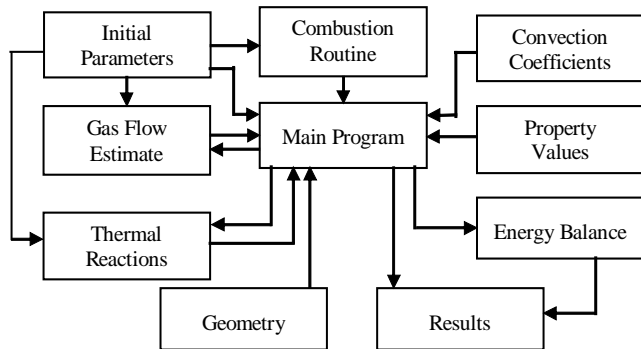 Initial
Parameters
Combustion
Routine
Convection
Coefficients
Gas Flow
Estimate
Main Program
Property
Values
Thermal
Reactions
Energy Balance
Geometry
Results